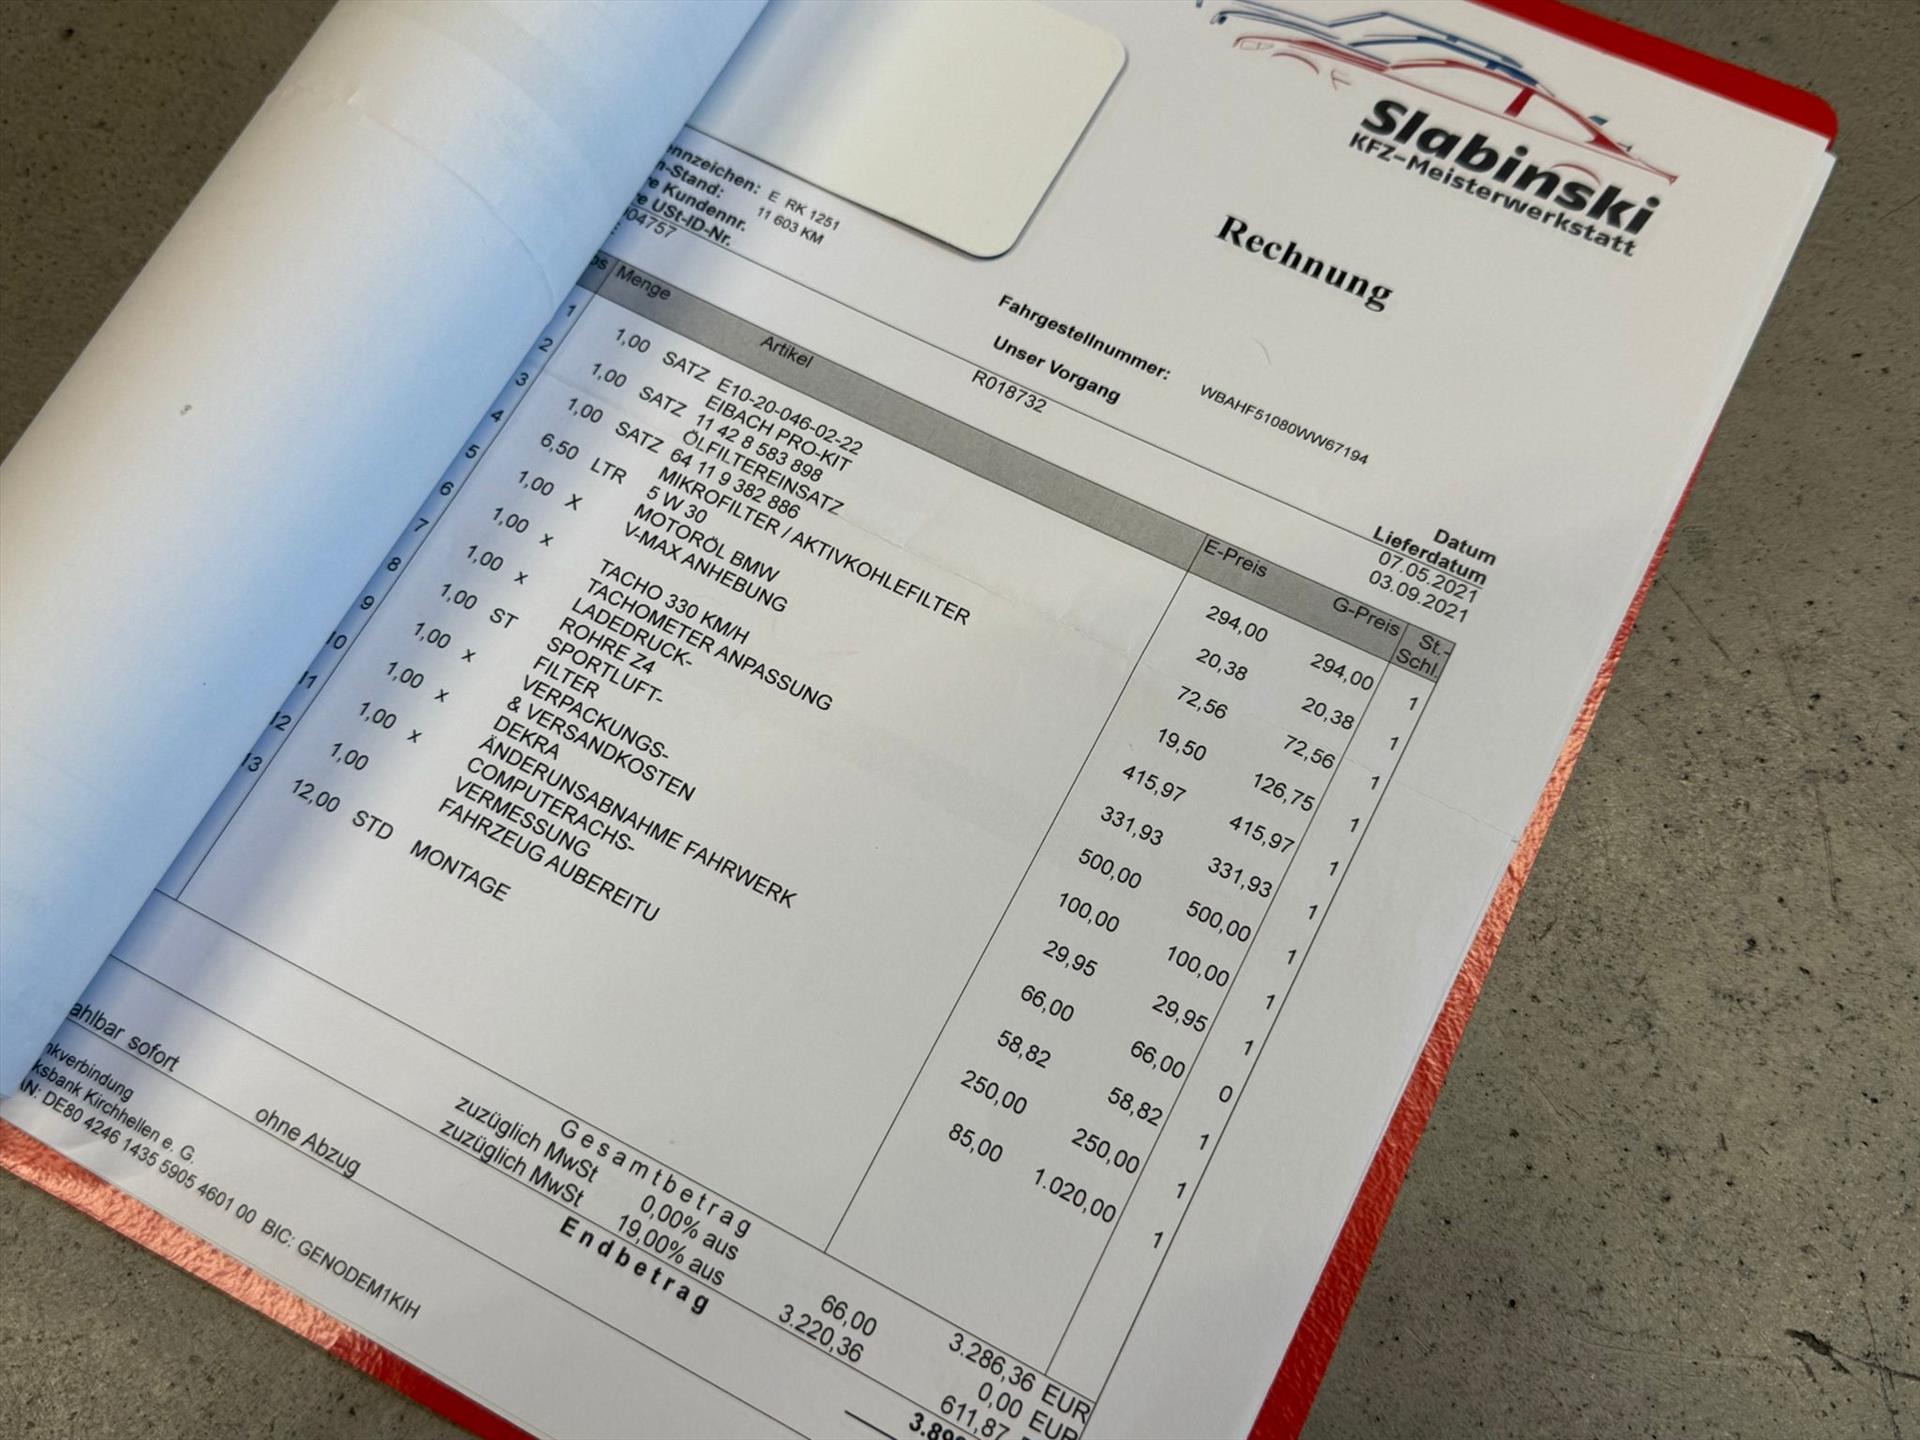 Slabinski
KFZ-Meisterwerkstatt
Rechnung
ennzeichen: E RK 1251
n-Stand: 11 603 KM
re Kundennr.
re USt-ID-Nr.
004757
Fahrgestellnummer: WBAHF51080WW67194
Unser Vorgang
R018732
Datum
Lieferdatum
07.05.2021
03.09.2021
os Menge Artikel E-Preis G-Preis St.-Schl.
1 1,00 SATZ E10-20-046-02-22 294,00 294,00 1
EIBACH PRO-KIT
2 1,00 SATZ 11 42 8 583 898 20,38 20,38 1
ÖLFILTEREINSATZ
3 1,00 SATZ 64 11 9 382 886 72,56 72,56 1
MIKROFILTER / AKTIVKOHLEFILTER
4 6,50 LTR 5 W 30 19,50 126,75 1
MOTORÖL BMW
5 1,00 X V-MAX ANHEBUNG 415,97 415,97 1
6 1,00 x TACHO 330 KM/H 331,93 331,93 1
TACHOMETER ANPASSUNG
7 1,00 x LADEDRUCK- 500,00 500,00 1
ROHRE Z4
8 1,00 ST SPORTLUFT- 100,00 100,00 1
FILTER
9 1,00 x VERPACKUNGS- 29,95 29,95 1
& VERSANDKOSTEN
10 1,00 x DEKRA 66,00 66,00 0
ÄNDERUNSABNAHME FAHRWERK
11 1,00 x COMPUTERACHS- 58,82 58,82 1
VERMESSUNG
12 1,00 FAHRZEUG AUBEREITU 250,00 250,00 1
13 12,00 STD MONTAGE 85,00 1.020,00 1
Gesamtbetrag 3.286,36 EUR
zuzüglich MwSt 0,00% aus 66,00 0,00 EUR
zuzüglich MwSt 19,00% aus 3.220,36 611,87
Endbetrag 3.89
ahlbar sofort ohne Abzug
nkverbindung
ksbank Kirchhellen e. G.
AN: DE80 4246 1435 5905 4601 00 BIC: GENODEM1KIH